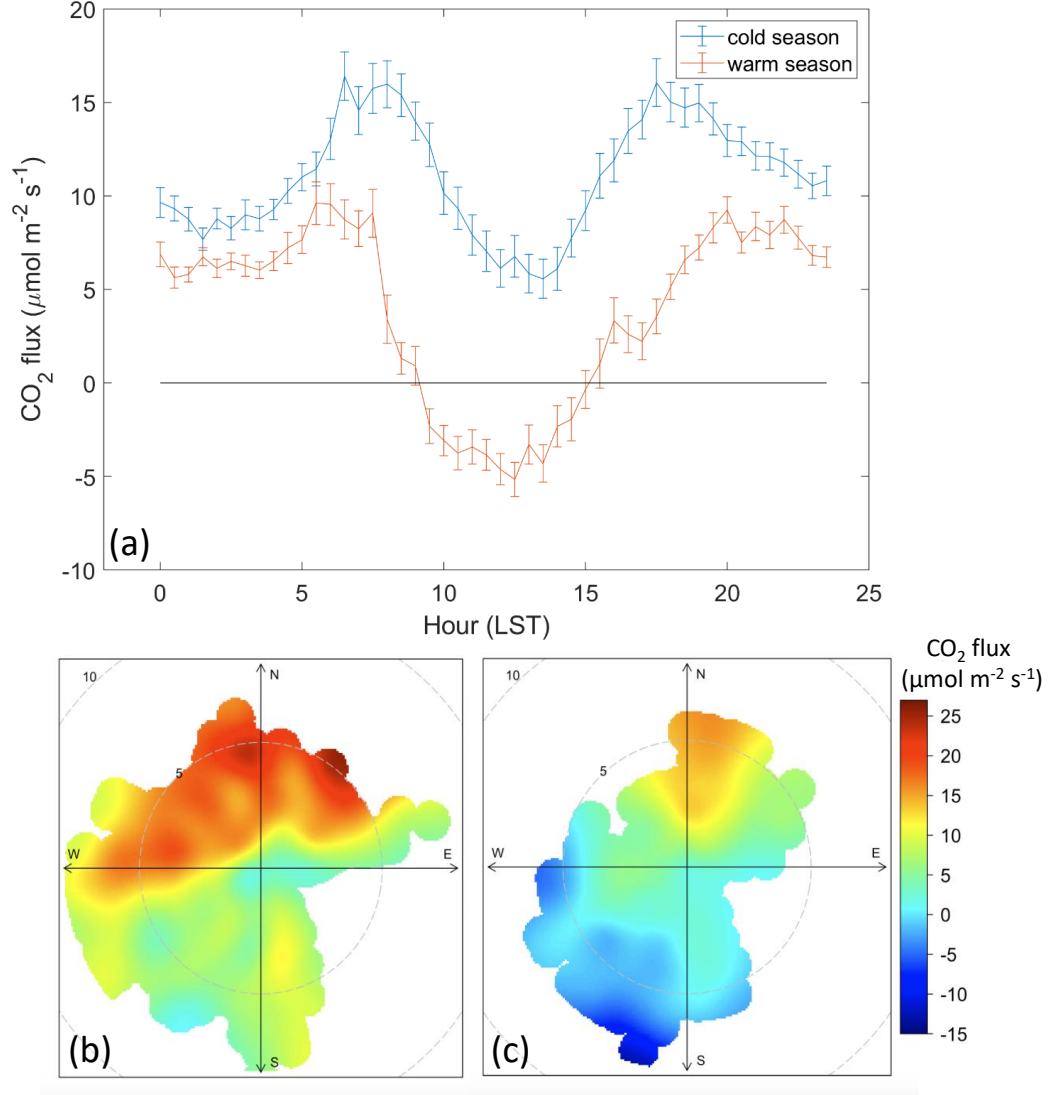 20
15
10
5
0
-5
-10
CO2 flux (μmol m-2 s-1)
cold season
warm season
(a)
0
5
10
15
20
25
Hour (LST)
10
N
5
W
E
S
(b)
10
N
5
W
E
S
(c)
CO2 flux
(μmol m-2 s-1)
25
20
15
10
5
0
-5
-10
-15